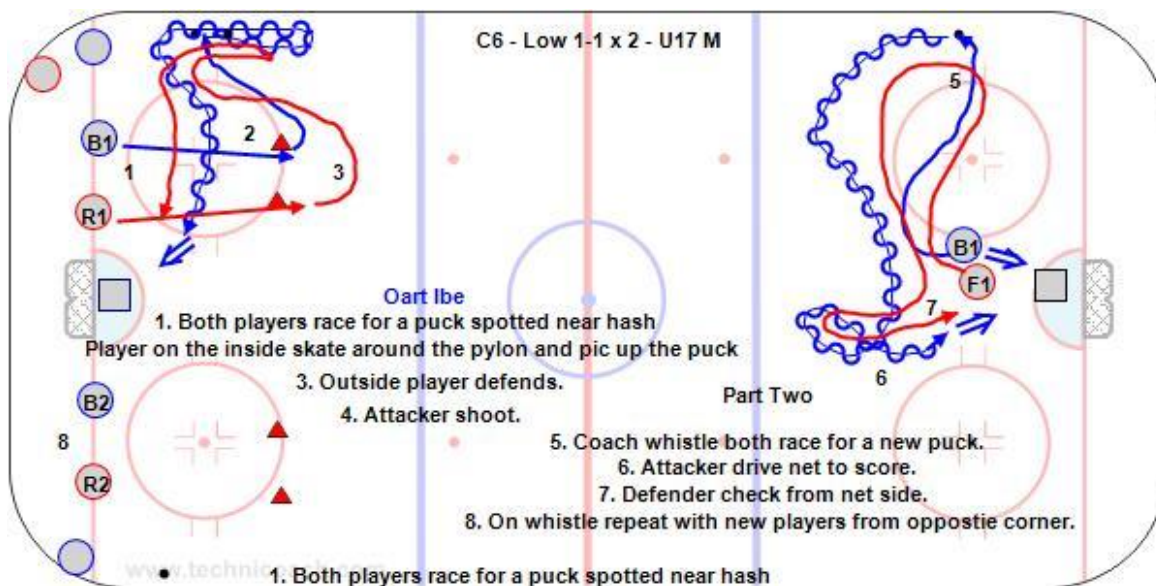 C6 - Low 1-1 x 2 - U17 M
5
B1
2
1
3
R1
B1
F1
7
Oart Ibe
1. Both players race for a puck spotted near hash
Player on the inside skate around the pylon and pic up the puck
3. Outside player defends.
4. Attacker shoot.
6
Part Two
B2
8
R2
5. Coach whistle both race for a new puck.
6. Attacker drive net to score.
7. Defender check from net side.
8. On whistle repeat with new players from oppostie corner.
www.technicoach.com
1. Both players race for a puck spotted near hash